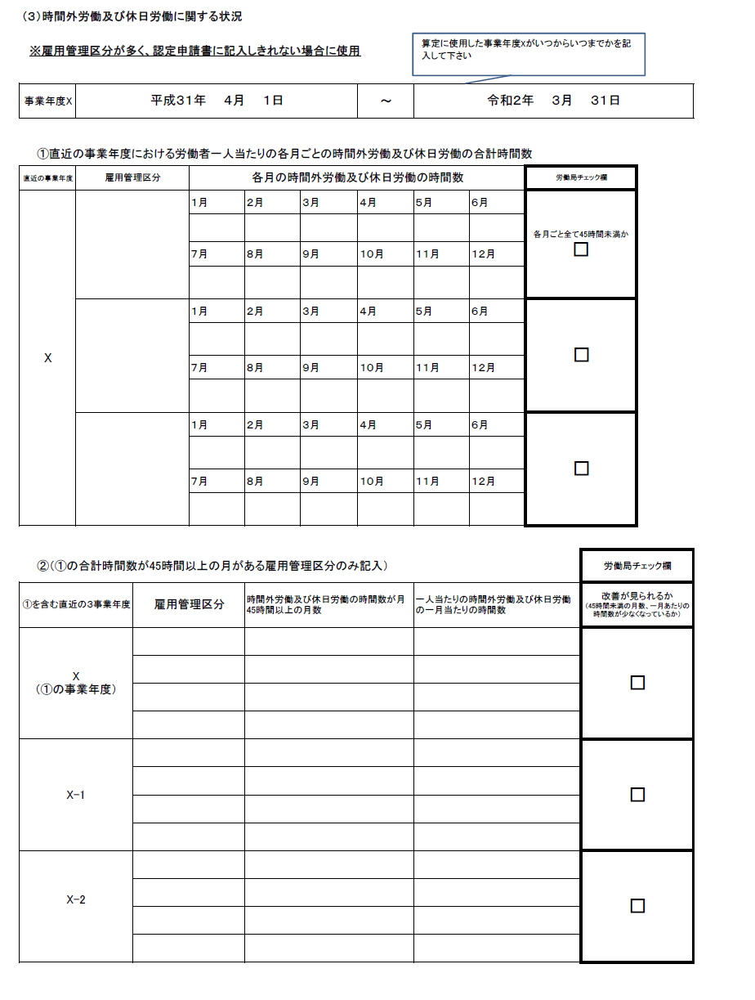 （３）時間外労働及び休日労働に関する状況
※雇用管理区分が多く、認定申請書に記入しきれない場合に使用
算定に使用した事業年度Xがいつからいつまでかを記
入して下さい
事業年度X　平成３１年　４月　１日　～　令和２年　３月　３１日
①直近の事業年度における労働者一人当たりの各月ごとの時間外労働及び休日労働の合計時間数
直近の事業年度　雇用管理区分　各月の時間外労働及び休日労働の時間数　労働局チェック欄
1月　2月　3月　4月　5月　6月
各月ごと全て45時間未満か
□
7月　8月　9月　10月　11月　12月
1月　2月　3月　4月　5月　6月
□
X
7月　8月　9月　10月　11月　12月
1月　2月　3月　4月　5月　6月
□
7月　8月　9月　10月　11月　12月
②（①の合計時間数が45時間以上の月がある雇用管理区分のみ記入）
労働局チェック欄
①を含む直近の３事業年度　雇用管理区分
時間外労働及び休日労働の時間数が月
45時間以上の月数
一人当たりの時間外労働及び休日労働
の一月当たりの時間数
改善が見られるか
（45時間未満の月数、一月あたりの
時間数が少なくなっているか）
X
（①の事業年度）
□
X-1
□
X-2
□